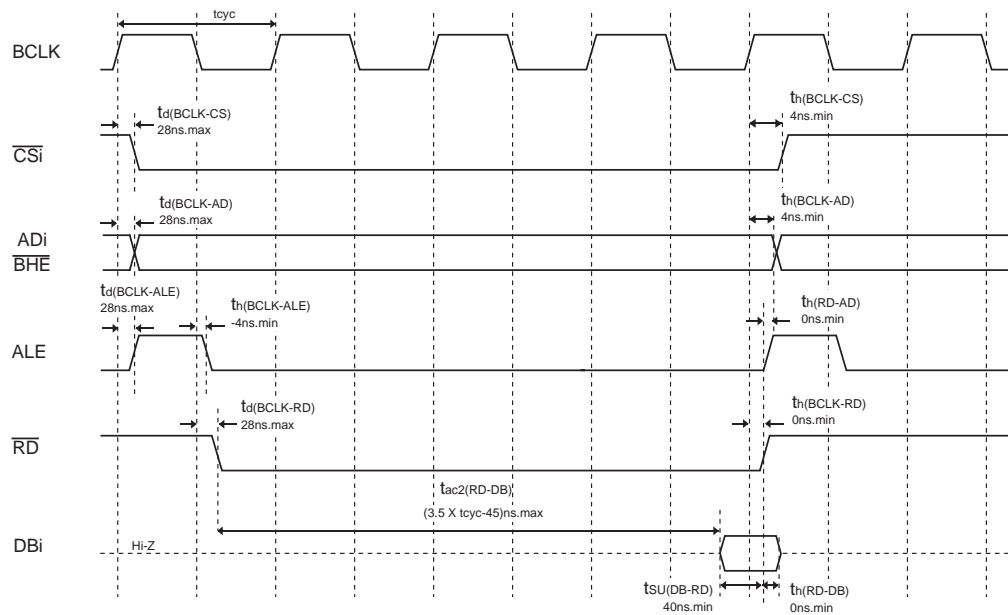 tcyc
BCLK
td(BCLK-CS)
28ns.max
th(BCLK-CS)
4ns.min
CSi
td(BCLK-AD)
28ns.max
th(BCLK-AD)
4ns.min
ADi
BHE
td(BCLK-ALE)
28ns.max
th(BCLK-ALE)
-4ns.min
th(RD-AD)
0ns.min
ALE
td(BCLK-RD)
28ns.max
th(BCLK-RD)
0ns.min
RD
tac2(RD-DB)
(3.5 X tcyc-45)ns.max
DBi
Hi-Z
tSU(DB-RD)
40ns.min
th(RD-DB)
0ns.min